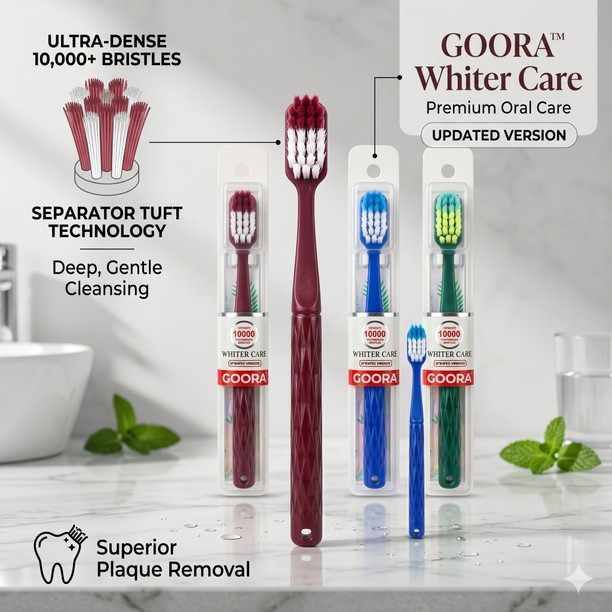 ULTRA-DENSE
10,000+ BRISTLES
SEPARATOR TUFT
TECHNOLOGY
Deep, Gentle
Cleansing
GOORA™
Whiter Care
Premium Oral Care
UPDATED VERSION
10000
WHITER CARE
GOORA
10000
WHITER CARE
GOORA
10000
WHITER CARE
GOORA
Superior
Plaque Removal